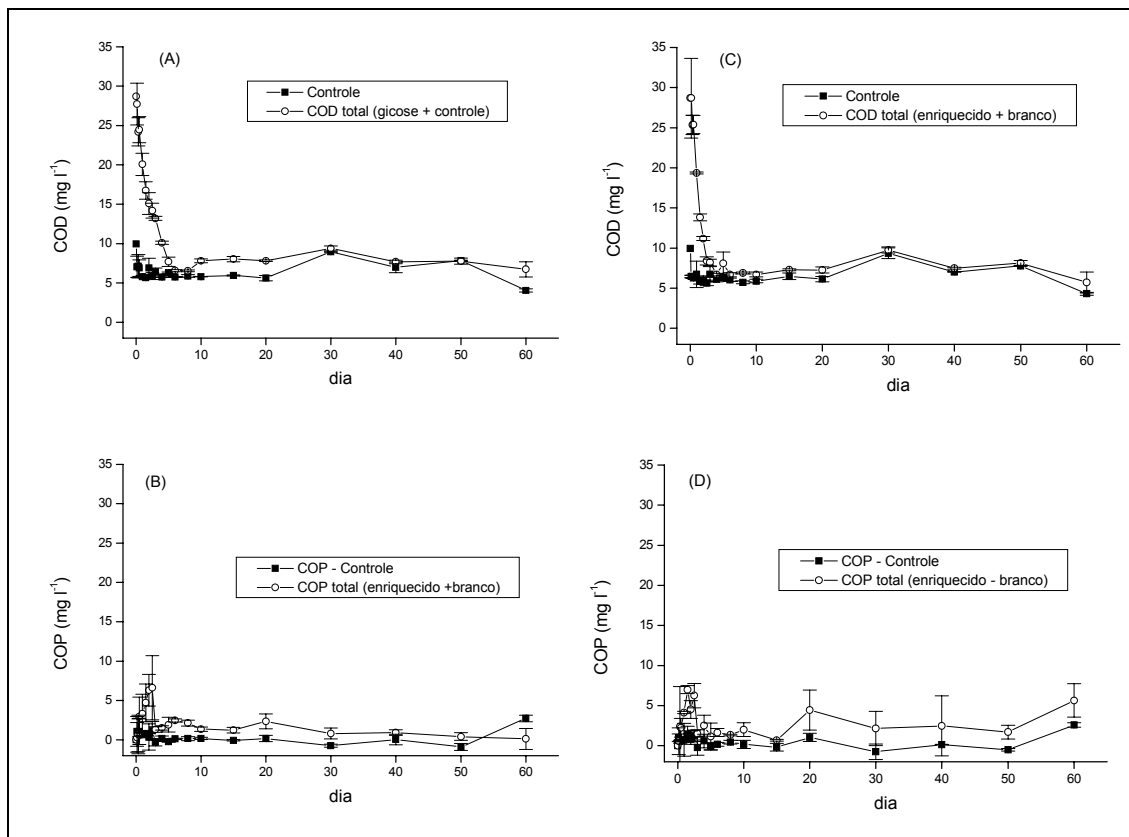 (A)
Controle
COD total (gicose + controle)
COD (mg l⁻¹)
35
30
25
20
15
10
5
0
0 10 20 30 40 50 60
dia
(C)
Controle
COD total (enriquecido + branco)
COD (mg l⁻¹)
35
30
25
20
15
10
5
0
0 10 20 30 40 50 60
dia
(B)
COP - Controle
COP total (enriquecido +branco)
COP (mg l⁻¹)
35
30
25
20
15
10
5
0
0 10 20 30 40 50 60
dia
(D)
COP - Controle
COP total (enriquecido - branco)
COP (mg l⁻¹)
35
30
25
20
15
10
5
0
0 10 20 30 40 50 60
dia